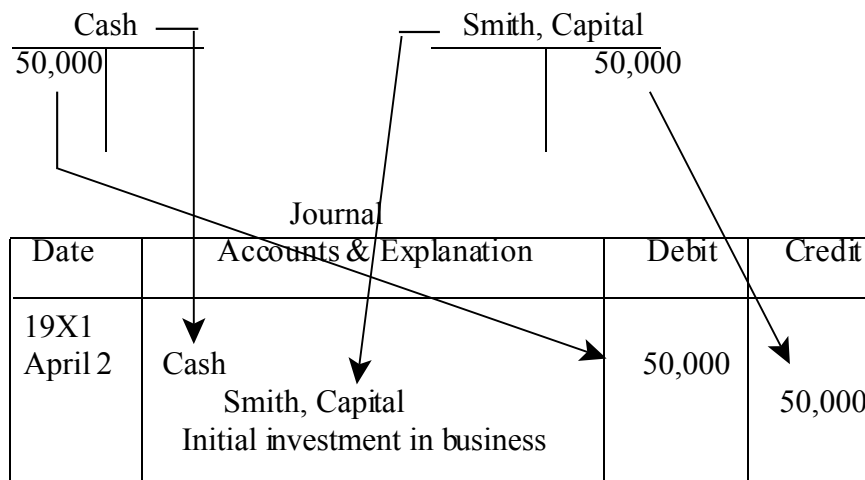 Cash Smith, Capital
50,000 50,000
Journal
Date Accounts & Explanation Debit Credit
19X1
April 2 Cash 50,000
Smith, Capital 50,000
Initial investment in business